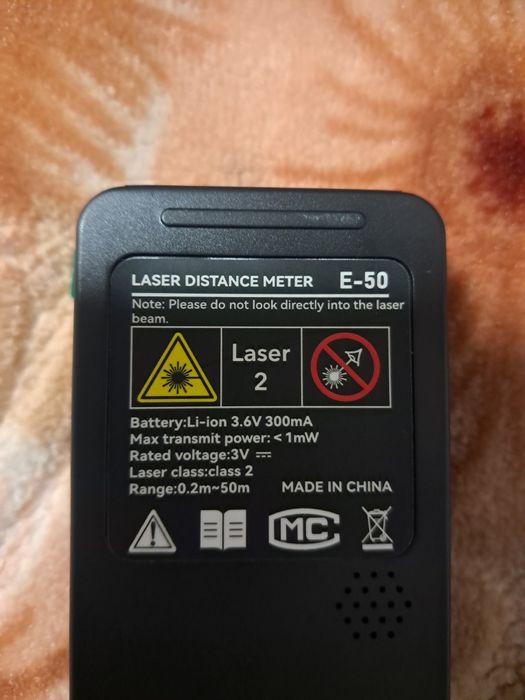 LASER DISTANCE METER E-50
Note: Please do not look directly into the laser
beam.
Laser
2
Battery:Li-ion 3.6V 300mA
Max transmit power: < 1mW
Rated voltage:3V ⎓
Laser class:class 2
Range:0.2m~50m MADE IN CHINA
CMC